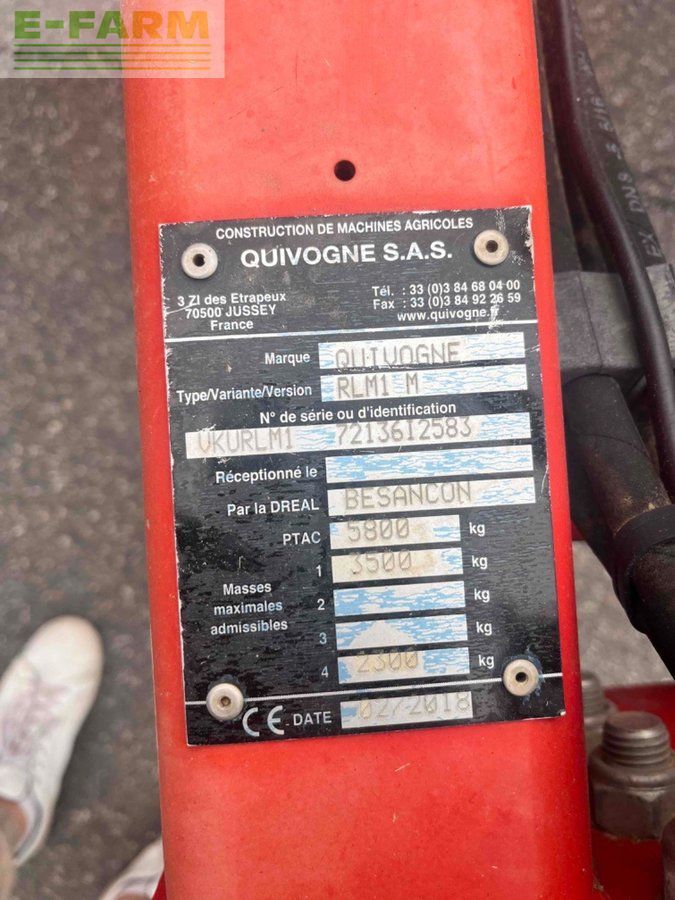 E-FARM
CONSTRUCTION DE MACHINES AGRICOLES
QUIVOGNE S.A.S.
3 ZI des Etrapeux
70500 JUSSEY
France
Tél. : 33 (0)3 84 68 04 00
Fax : 33 (0)3 84 92 26 59
www.quivogne.
Marque QUIVOGNE
Type/Variante/Version RLM1 M
N° de série ou d'identification
VKURLM1 7213612583
Réceptionné le
Par la DREAL BESANCON
PTAC 5800 kg
1 3500 kg
Masses maximales admissibles
2 kg
3 kg
4 2300 kg
CE DATE 02/2018